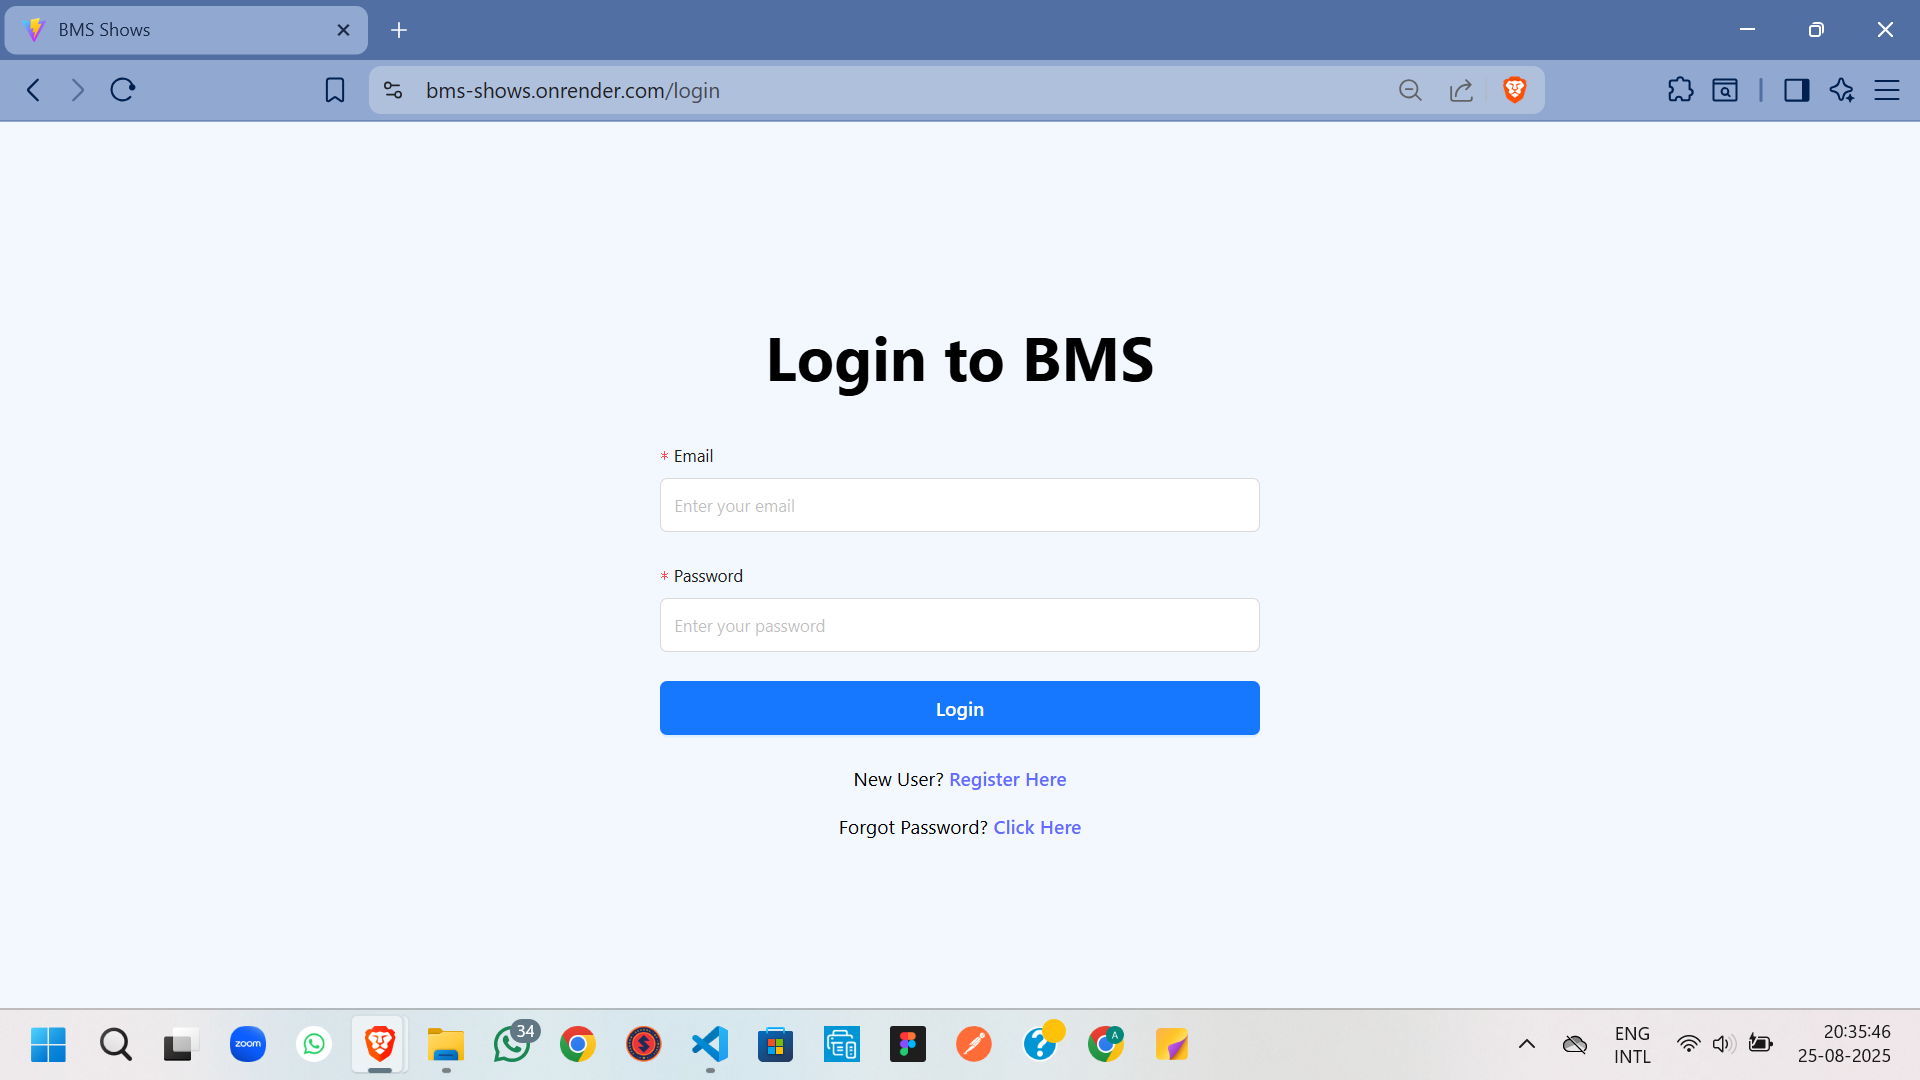 BMS Shows
bms-shows.onrender.com/login
Login to BMS
* Email
Enter your email
* Password
Enter your password
Login
New User? Register Here
Forgot Password? Click Here
zoom
34
A
ENG
INTL
20:35:46
25-08-2025